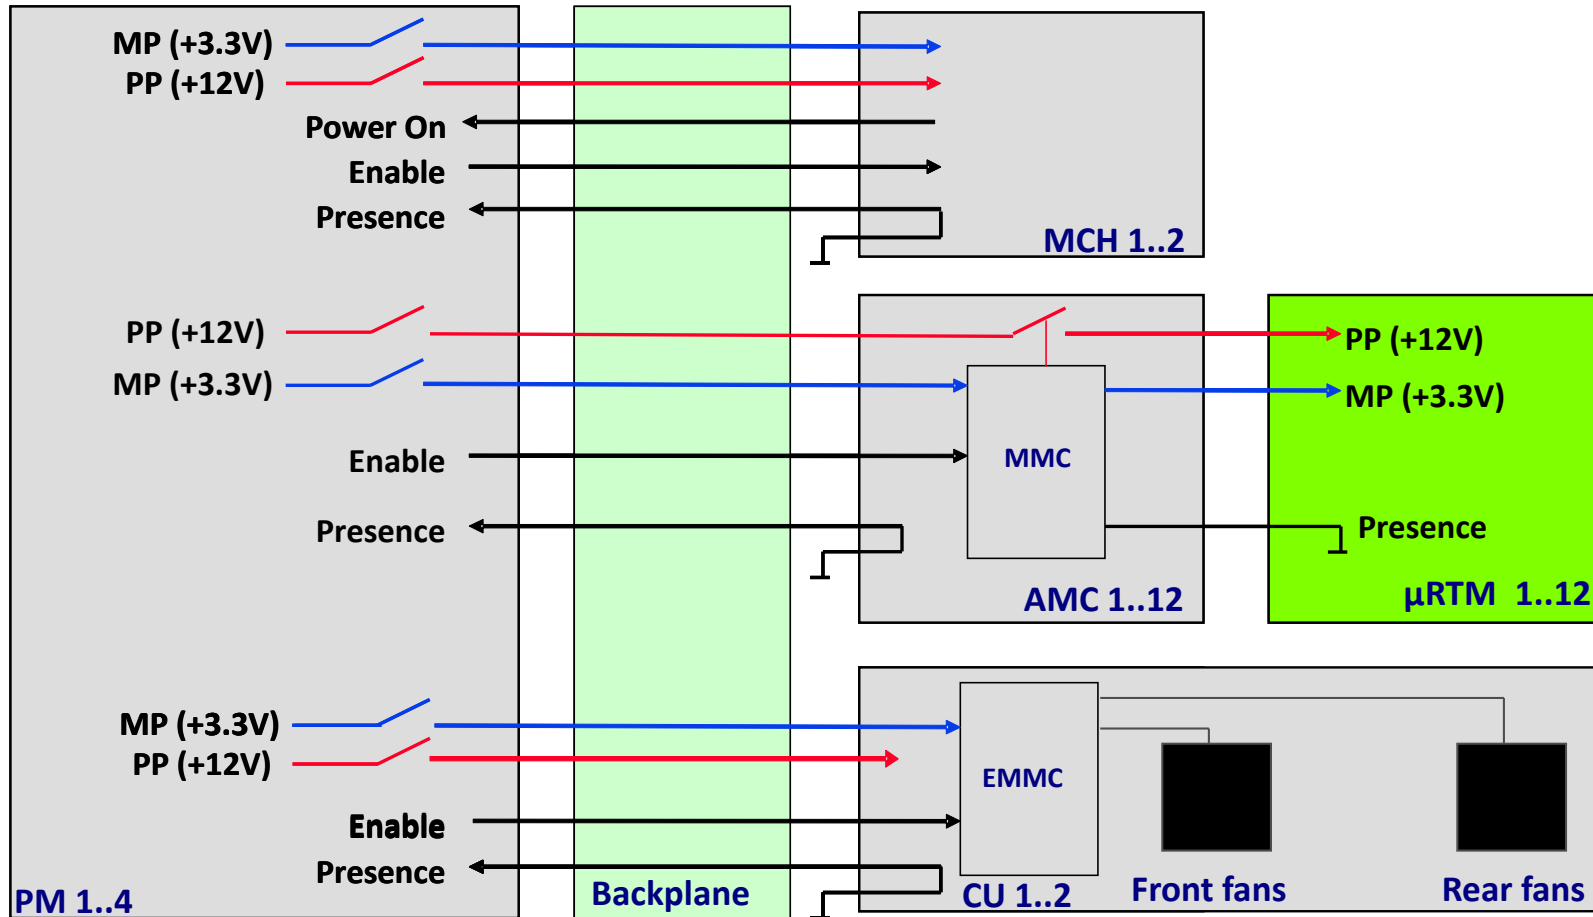 MP (+3.3V)
PP (+12V)
Power On
Enable
Presence
MCH 1..2
PP (+12V)
MP (+3.3V)
Enable
Presence
MMC
AMC 1..12
PP (+12V)
MP (+3.3V)
Presence
μRTM 1..12
MP (+3.3V)
PP (+12V)
Enable
Presence
EMMC
CU 1..2
Front fans
Rear fans
PM 1..4
Backplane